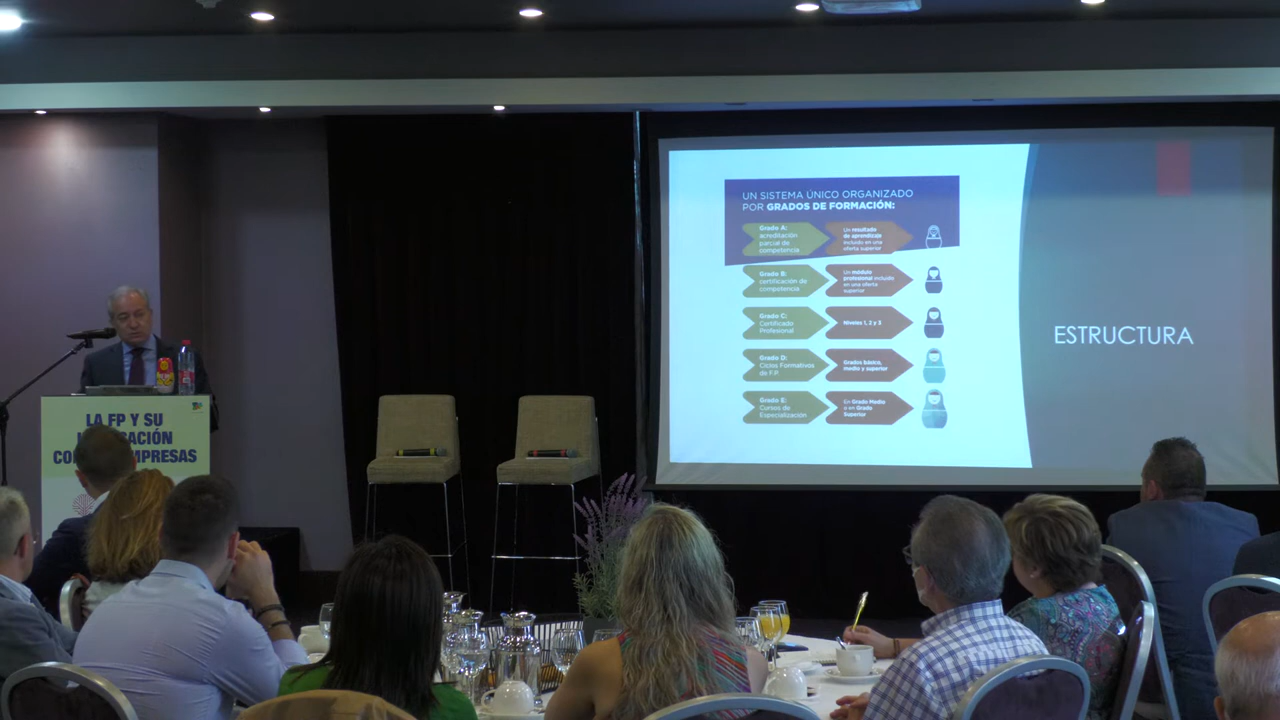 UN SISTEMA ÚNICO ORGANIZADO
POR GRADOS DE FORMACIÓN:
Grado A:
acreditación
parcial de
competencia
Un resultado
de aprendizaje
incluido en una
oferta superior
Grado B:
certificación de
competencia
Un módulo
profesional incluido
en una oferta
superior
Grado C:
Certificado
Profesional
Niveles 1, 2 y 3
Grado D:
Ciclos Formativos
de F.P.
Grados básico,
medio y superior
Grado E:
Cursos de
Especialización
En Grado Medio
o en Grado
Superior
ESTRUCTURA
LA FP Y SU